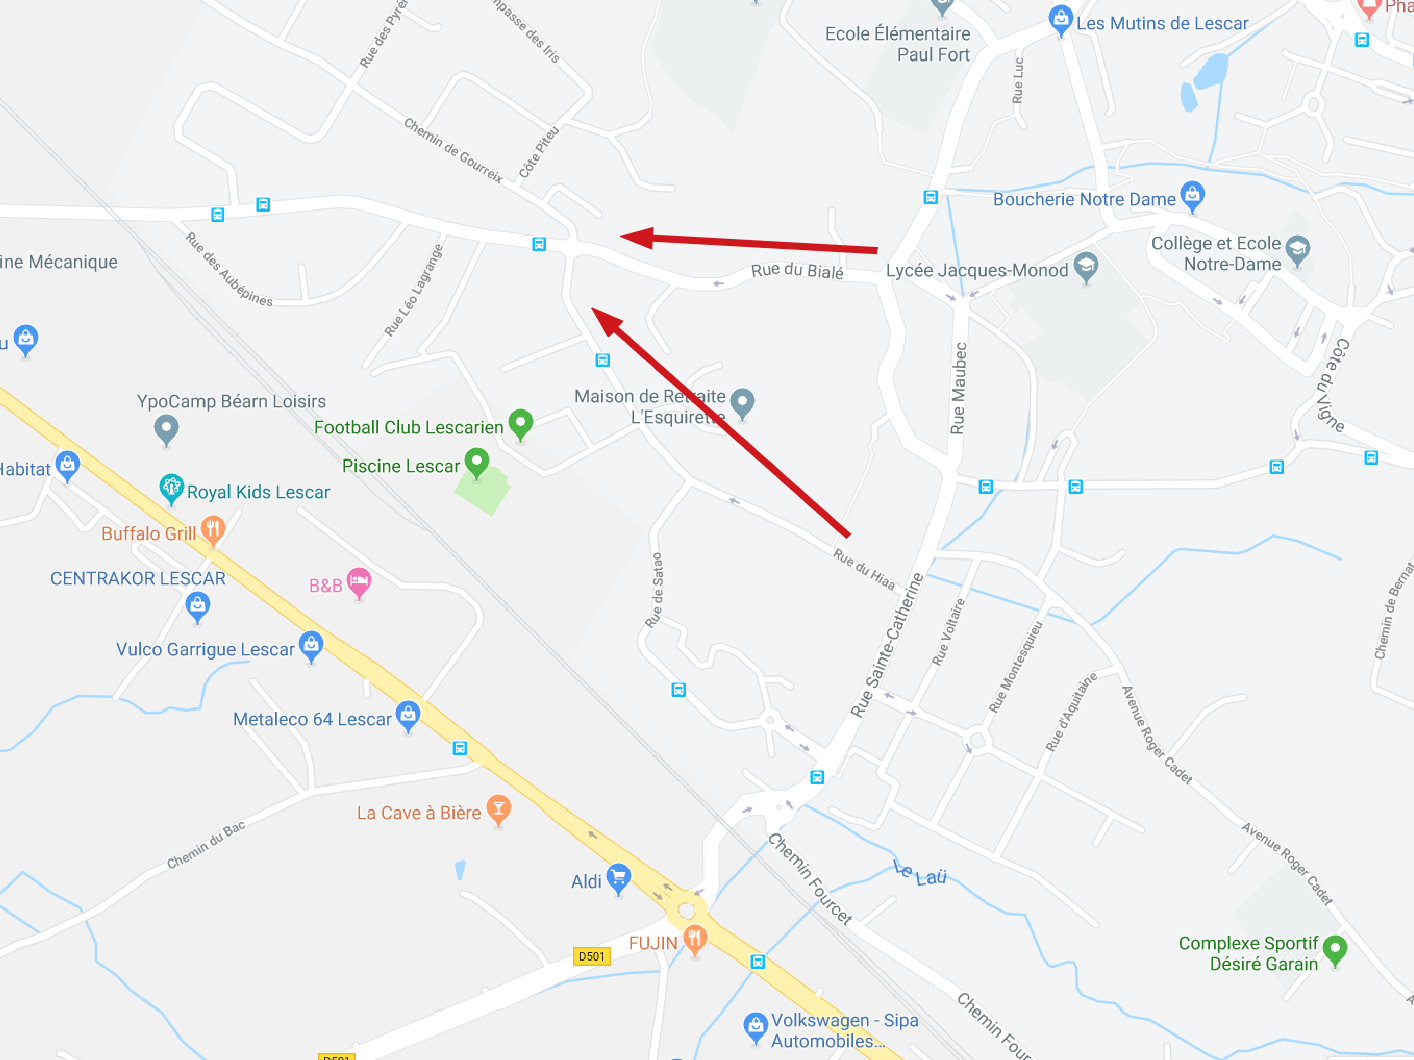 Rue des Pyrén
mpasse des Iris
Ecole Élémentaire
Paul Fort
Les Mutins de Lescar
Pha
Rue Luc
Chemin de Gourreix
Côte Piteu
Boucherie Notre Dame
Collège et Ecole
Notre-Dame
ine Mécanique
Rue des Aubépines
Rue Léo Lagrange
Rue du Bialé
Lycée Jacques-Monod
u
YpoCamp Béarn Loisirs
Maison de Retraite
L'Esquirette
Rue Maubec
Côte du Vigne
Football Club Lescarien
Piscine Lescar
Habitat
Royal Kids Lescar
Buffalo Grill
CENTRAKOR LESCAR
B&B
Rue du Hiaa
Rue de Satao
Vulco Garrigue Lescar
Rue Sainte-Catherine
Rue Voltaire
Rue Montesquieu
Chemin de Bernat
Metaleco 64 Lescar
Rue d'Aquitaine
Avenue Roger Cadet
La Cave à Bière
Chemin du Bac
Chemin Fourcet
Le Laü
Avenue Roger Cadet
Aldi
FUJIN
D501
Complexe Sportif
Désiré Garain
A
Volkswagen - Sipa
Automobiles...
Chemin Fourc
D501